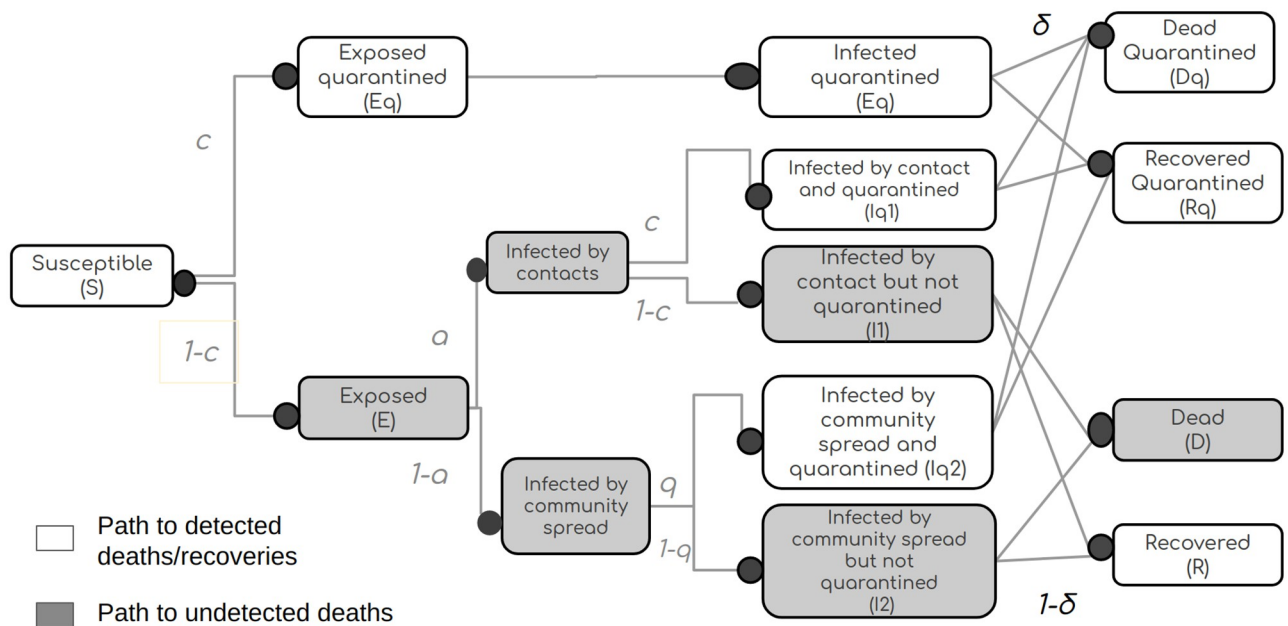 Exposed
quarantined
(Eq)
Infected
quarantined
(Eq)
δ
Dead
Quarantined
(Dq)
c
Infected by contact
and quarantined
(Iq1)
Recovered
Quarantined
(Rq)
Susceptible
(S)
Infected by
contacts
c
1-c
Infected by
contact but not
quarantined
(I1)
1-c
a
Exposed
(E)
1-a
Infected by
community
spread
q
1-q
Infected by
community
spread and
quarantined (Iq2)
Dead
(D)
Infected by
community spread
but not
quarantined
(I2)
Recovered
(R)
1-δ
Path to detected
deaths/recoveries
Path to undetected deaths